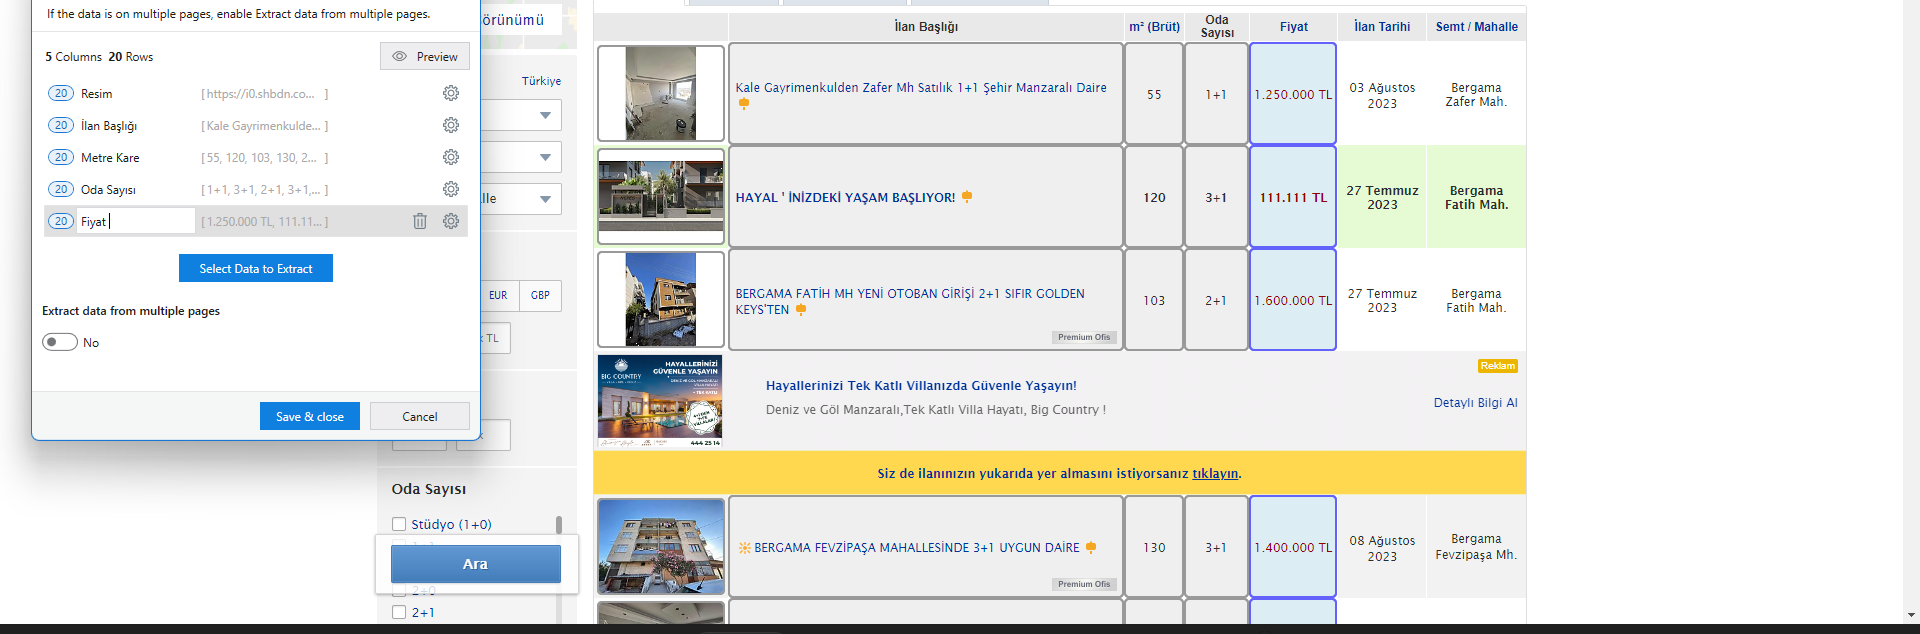 If the data is on multiple pages, enable Extract data from multiple pages.
5 Columns 20 Rows
Preview
20 Resim [ https://i0.shbdn.co... ]
20 İlan Başlığı [ Kale Gayrimenkulde... ]
20 Metre Kare [ 55, 120, 103, 130, 2... ]
20 Oda Sayısı [ 1+1, 3+1, 2+1, 3+1,... ]
20 Fiyat [ 1.250.000 TL, 111.11... ]
Select Data to Extract
Extract data from multiple pages
No
Save & close
Cancel
örünümü
Türkiye
lle
EUR
GBP
TL
Oda Sayısı
Stüdyo (1+0)
Ara
2+0
2+1
İlan Başlığı
m² (Brüt)
Oda
Sayısı
Fiyat
İlan Tarihi
Semt / Mahalle
Kale Gayrimenkulden Zafer Mh Satılık 1+1 Şehir Manzaralı Daire
55
1+1
1.250.000 TL
03 Ağustos
2023
Bergama
Zafer Mah.
HAYAL ' İNİZDEKİ YAŞAM BAŞLIYOR!
120
3+1
111.111 TL
27 Temmuz
2023
Bergama
Fatih Mah.
BERGAMA FATİH MH YENİ OTOBAN GİRİŞİ 2+1 SIFIR GOLDEN
KEYS'TEN
Premium Ofis
103
2+1
1.600.000 TL
27 Temmuz
2023
Bergama
Fatih Mah.
BIG COUNTRY
HAYALLERİNİZİ
GÜVENLE YAŞAYIN
444 25 14
Hayallerinizi Tek Katlı Villanızda Güvenle Yaşayın!
Deniz ve Göl Manzaralı,Tek Katlı Villa Hayatı, Big Country !
Reklam
Detaylı Bilgi Al
Siz de ilanınızın yukarıda yer almasını istiyorsanız tıklayın.
BERGAMA FEVZİPAŞA MAHALLESİNDE 3+1 UYGUN DAİRE
Premium Ofis
130
3+1
1.400.000 TL
08 Ağustos
2023
Bergama
Fevzipaşa Mh.